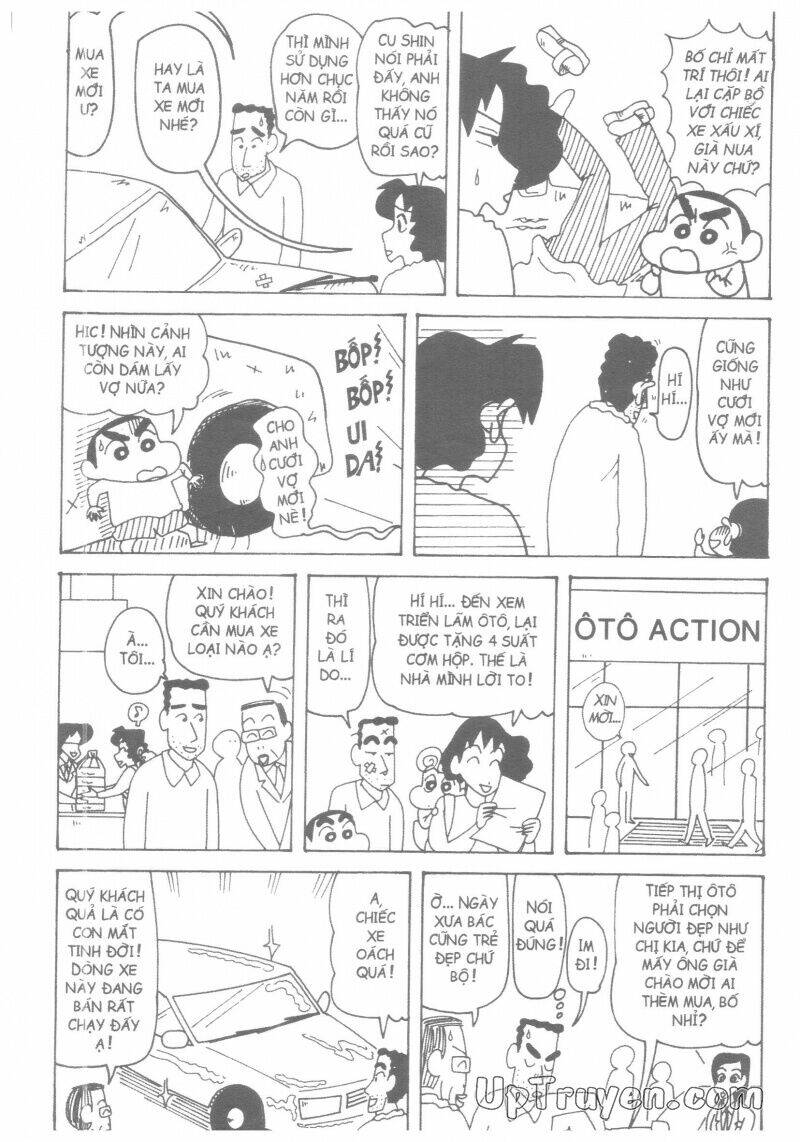 MUA
XE
MỚI
Ư?
HAY LÀ
TA MUA
XE MỚI
NHÉ?
THÌ MÌNH
SỬ DỤNG
HƠN CHỤC
NĂM RỒI
CÒN GÌ...
CU SHIN
NÓI PHẢI
ĐẤY, ANH
KHÔNG
THẤY NÓ
QUÁ CŨ
RỒI SAO?
BỐ CHỈ MẤT
TRÍ THÔI! AI
LẠI CẶP BỒ
VỚI CHIẾC
XE XẤU XÍ,
GIÀ NUA
NÀY CHỨ?
HIC! NHÌN CẢNH
TƯỢNG NÀY, AI
CÒN DÁM LẤY
VỢ NỮA?
BỐP!
BỐP!
UI
DA!
CHO
ANH
CƯỚI
VỢ
MỚI
NÈ!
HÍ
HÍ...
CŨNG
GIỐNG
NHƯ
CƯỚI
VỢ MỚI
ẤY MÀ!
À...
TÔI...
XIN CHÀO!
QUÝ KHÁCH
CẦN MUA XE
LOẠI NÀO Ạ?
THÌ
RA
ĐÓ
LÀ LÍ
DO...
HÍ HÍ... ĐẾN XEM
TRIỂN LÃM ÔTÔ, LẠI
ĐƯỢC TẶNG 4 SUẤT
CƠM HỘP. THẾ LÀ
NHÀ MÌNH LỜI TO!
ÔTÔ ACTION
XIN
MỜI...
QUÝ KHÁCH
QUẢ LÀ CÓ
CON MẮT
TINH ĐỜI!
DÒNG XE
NÀY ĐANG
BÁN RẤT
CHẠY ĐẤY
Ạ!
A,
CHIẾC
XE
OÁCH
QUÁ!
Ờ... NGÀY
XƯA BÁC
CŨNG TRẺ
ĐẸP CHỨ
BỘ!
NÓI
QUÁ
ĐÚNG!
IM
ĐI!
TIẾP THỊ ÔTÔ
PHẢI CHỌN
NGƯỜI ĐẸP NHƯ
CHỊ KIA, CHỨ ĐỂ
MẤY ÔNG GIÀ
CHÀO MỜI AI
THÈM MUA, BỐ
NHỈ?
UpTruyen.com